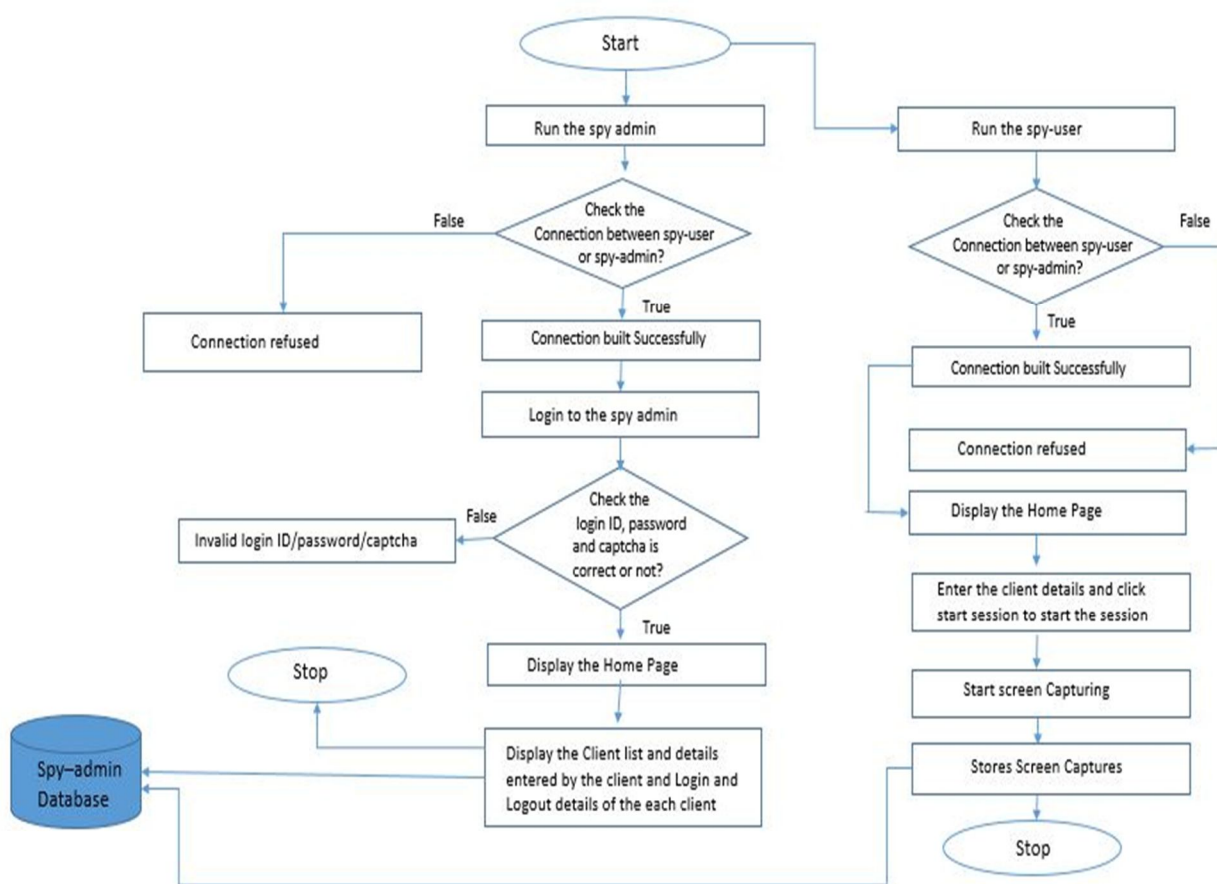 Start
Run the spy admin
Run the spy-user
Check the
Connection between spy-user
or spy-admin?
False
True
Check the
Connection between spy-user
or spy-admin?
False
True
Connection refused
Connection built Successfully
Connection built Successfully
Login to the spy admin
Connection refused
Check the
login ID, password
and captcha is
correct or not?
False
True
Invalid login ID/password/captcha
Display the Home Page
Enter the client details and click
start session to start the session
Display the Home Page
Stop
Start screen Capturing
Display the Client list and details
entered by the client and Login and
Logout details of the each client
Spy–admin
Database
Stores Screen Captures
Stop